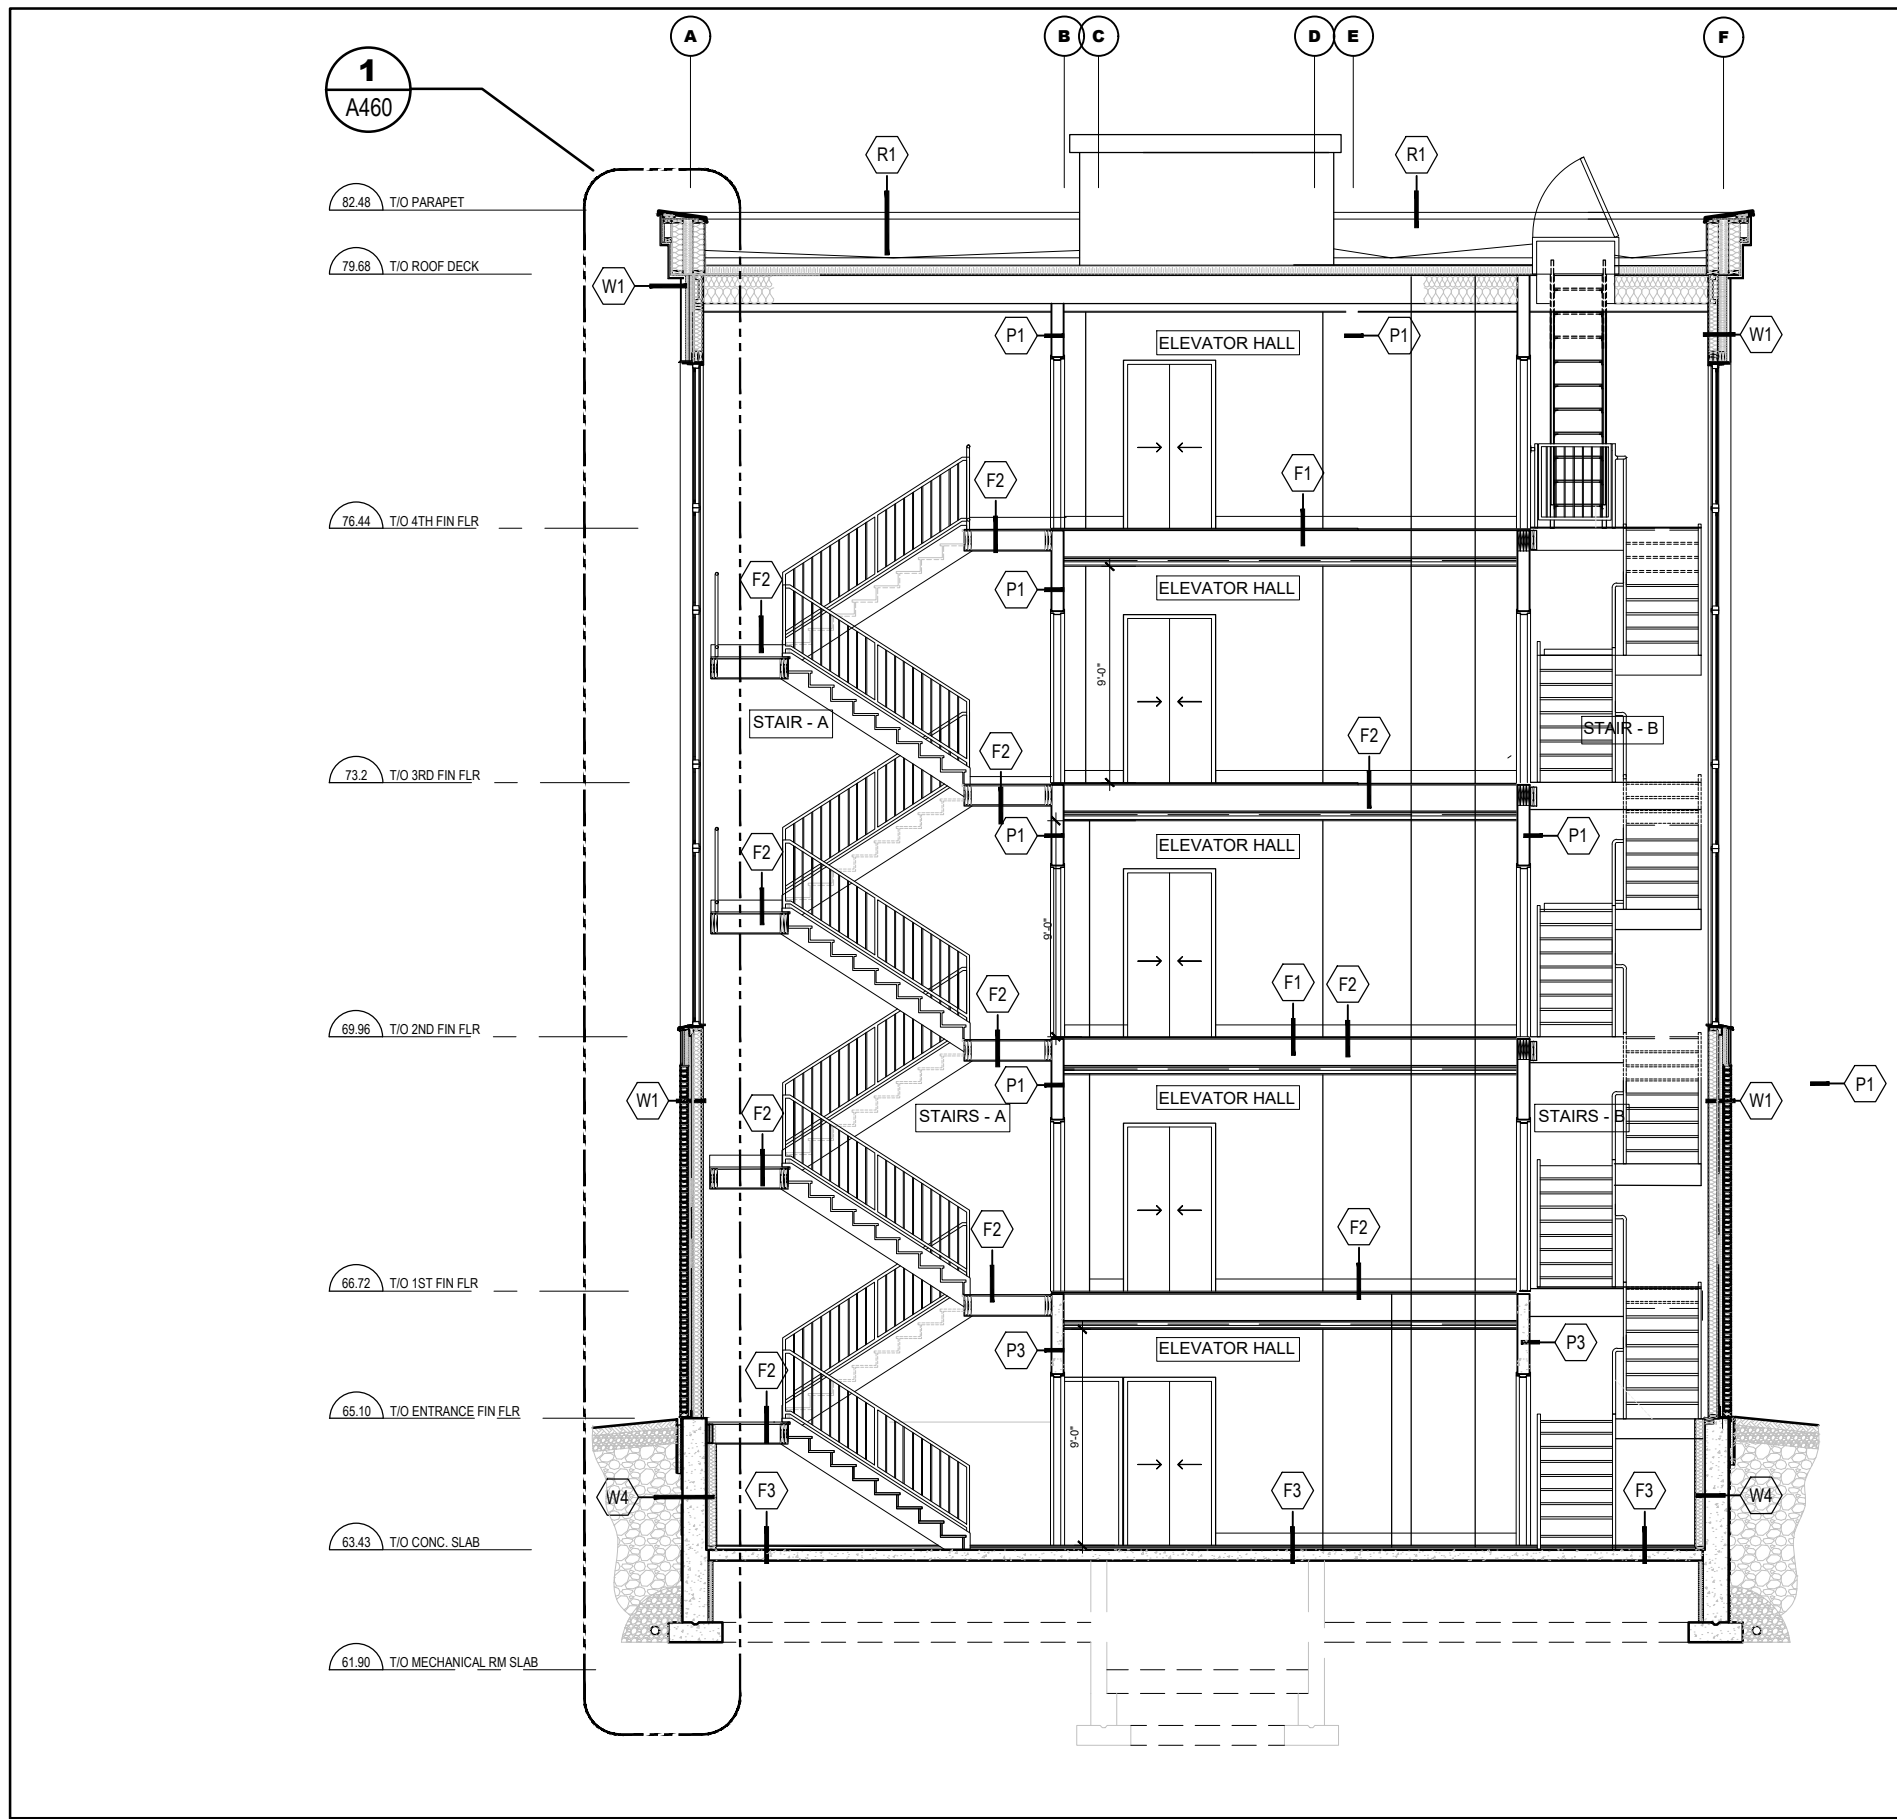 A
B
C
D
E
F
1
A460
R1
R1
82.48 T/O PARAPET
79.68 T/O ROOF DECK
W1
P1
ELEVATOR HALL
P1
W1
F2
F1
76.44 T/O 4TH FIN FLR
F2
P1
ELEVATOR HALL
9'-0"
STAIR - A
F2
F2
STAIR - B
73.2 T/O 3RD FIN FLR
F2
P1
ELEVATOR HALL
P1
9'-0"
F2
F1
F2
69.96 T/O 2ND FIN FLR
W1
F2
P1
ELEVATOR HALL
W1
P1
STAIRS - A
STAIRS - B
F2
F2
66.72 T/O 1ST FIN FLR
F2
P3
ELEVATOR HALL
P3
65.10 T/O ENTRANCE FIN FLR
9'-0"
W4
F3
F3
F3
W4
63.43 T/O CONC. SLAB
61.90 T/O MECHANICAL RM SLAB